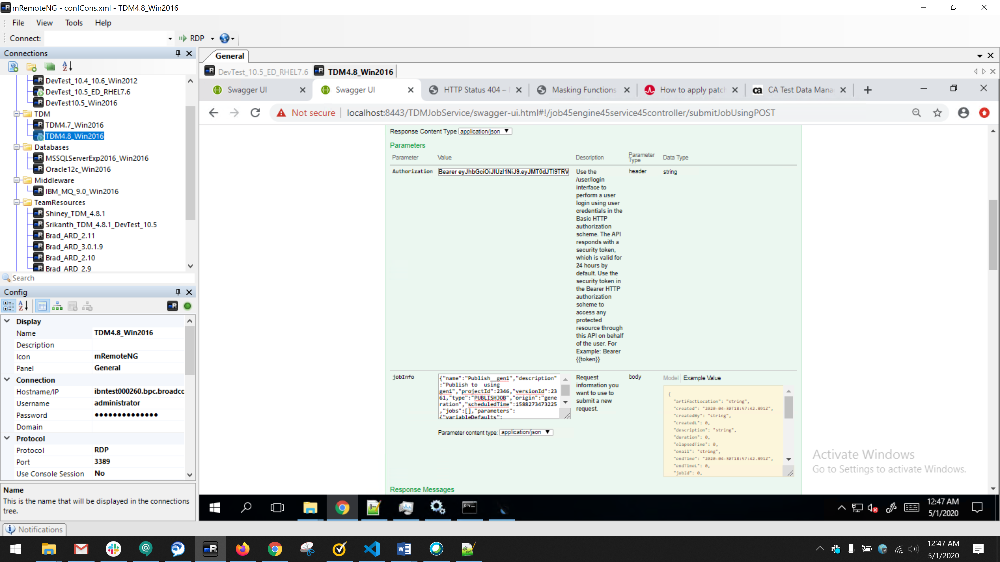 mRemoteNG - confCons.xml - TDM4.8_Win2016
File View Tools Help
Connect: RDP
Connections
DevTest_10.4_10.6_Win2012
DevTest_10.5_ED_RHEL7.6
DevTest10.5_Win2016
TDM
TDM4.7_Win2016
TDM4.8_Win2016
Databases
MSSQLServerExp2016_Win2016
Oracle12c_Win2016
Middleware
IBM_MQ_9.0_Win2016
TeamResources
Shiney_TDM_4.8.1
Srikanth_TDM_4.8.1_DevTest_10.5
Brad_ARD_2.11
Brad_ARD_3.0.1.9
Brad_ARD_2.10
Brad_ARD_2.9
Search
Config
Display
Name TDM4.8_Win2016
Description
Icon mRemoteNG
Panel General
Connection
Hostname/IP ibntest000260.bpc.broadco
Username administrator
Password ●●●●●●●●●●●●●●
Domain
Protocol
Protocol RDP
Port 3389
Use Console Session No
Name
This is the name that will be displayed in the connections
tree.
Notifications
General
DevTest_10.5_ED_RHEL7.6 TDM4.8_Win2016
Swagger UI Swagger UI HTTP Status 404 – Masking Functions How to apply patch ca CA Test Data Mana
Not secure localhost:8443/TDMJobService/swagger-ui.html#!/job45engine45service45controller/submitJobUsingPOST
Response Content Type application/json
Parameters
Parameter Value Description Parameter Type Data Type
Authorization Bearer eyJhbGciOiJIUzI1NiJ9.eyJMT0dJTl9TRV
Use the
/user/login
interface to
perform a user
login using user
credentials in the
Basic HTTP
authorization
scheme. The API
responds with a
security token,
which is valid for
24 hours by
default. Use the
security token in
the Bearer HTTP
authorization
scheme to
access any
protected
resource through
this API on behalf
of the user. For
Example: Bearer
{{token}}
header string
jobInfo
{"name":"Publish__gen1","description"
:"Publish to  using
gen1","projectId":2346,"versionId":23
61,"type":"PUBLISHJOB","origin":"gene
ration","scheduledTime":1588273473225
,"jobs":[],"parameters":
{"variableDefaults":
Parameter content type: application/json
Request
information you
want to use to
submit a new
request.
body
Model Example Value
{
"artifactLocation": "string",
"created": "2020-04-30T18:57:42.891Z",
"createdBy": "string",
"createdL": 0,
"description": "string",
"duration": 0,
"elapsedTime": 0,
"email": "string",
"endTime": "2020-04-30T18:57:42.891Z",
"endTimeL": 0,
"jobId": 0,
Response Messages
Activate Windows
Go to Settings to activate Windows.
12:47 AM
5/1/2020
12:47 AM
5/1/2020